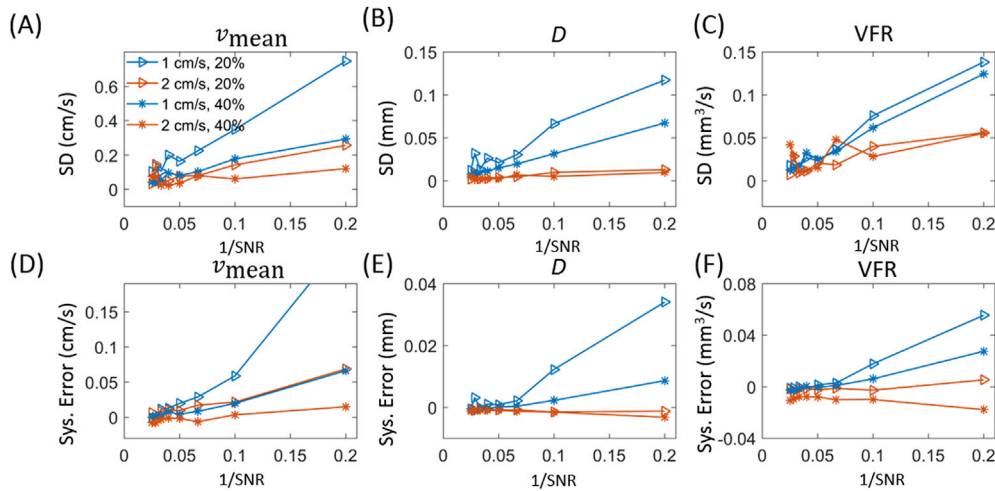 (A)
v_mean
SD (cm/s)
0.6
0.4
0.2
0
1 cm/s, 20%
2 cm/s, 20%
1 cm/s, 40%
2 cm/s, 40%
0 0.05 0.1 0.15 0.2
1/SNR
(B)
D
SD (mm)
0.15
0.1
0.05
0
0 0.05 0.1 0.15 0.2
1/SNR
(C)
VFR
SD (mm³/s)
0.15
0.10
0.05
0
0 0.05 0.1 0.15 0.2
1/SNR
(D)
v_mean
Sys. Error (cm/s)
0.15
0.1
0.05
0
0 0.05 0.1 0.15 0.2
1/SNR
(E)
D
Sys. Error (mm)
0.04
0.02
0
0 0.05 0.1 0.15 0.2
1/SNR
(F)
VFR
Sys. Error (mm³/s)
0.08
0.04
0
-0.04
0 0.05 0.1 0.15 0.2
1/SNR